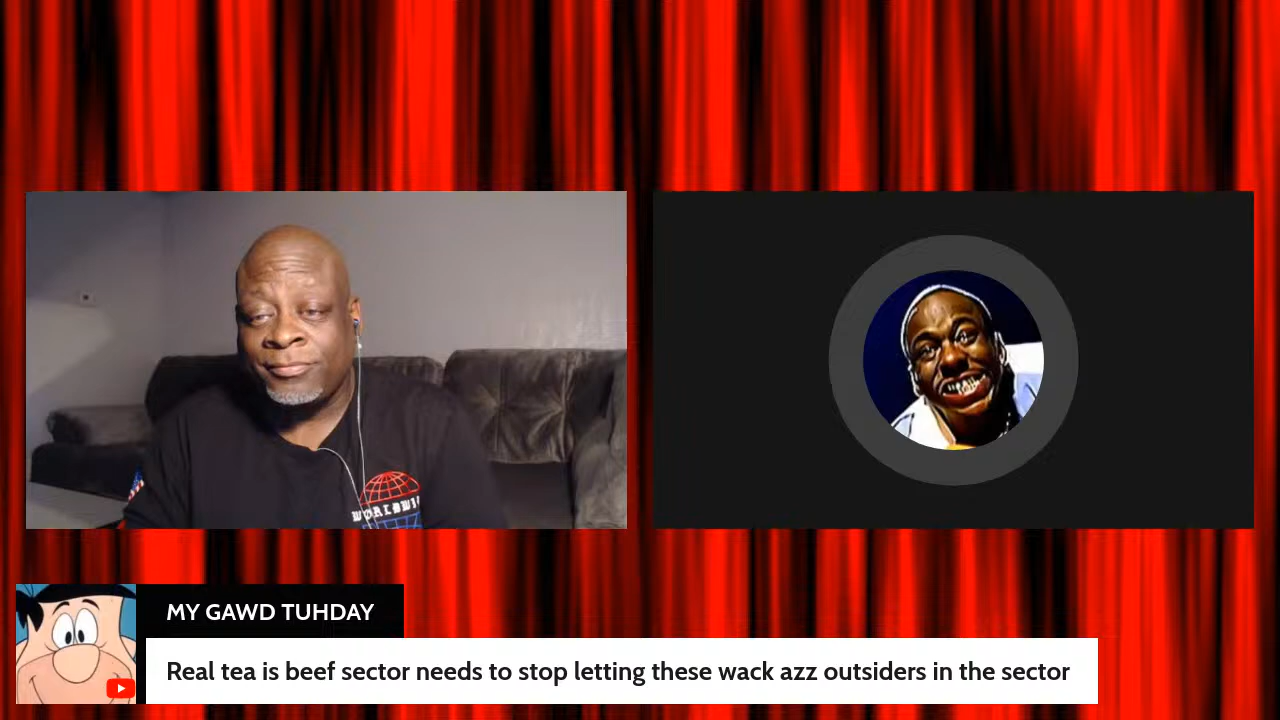 WORLDWI
MY GAWD TUHDAY
Real tea is beef sector needs to stop letting these wack azz outsiders in the sector